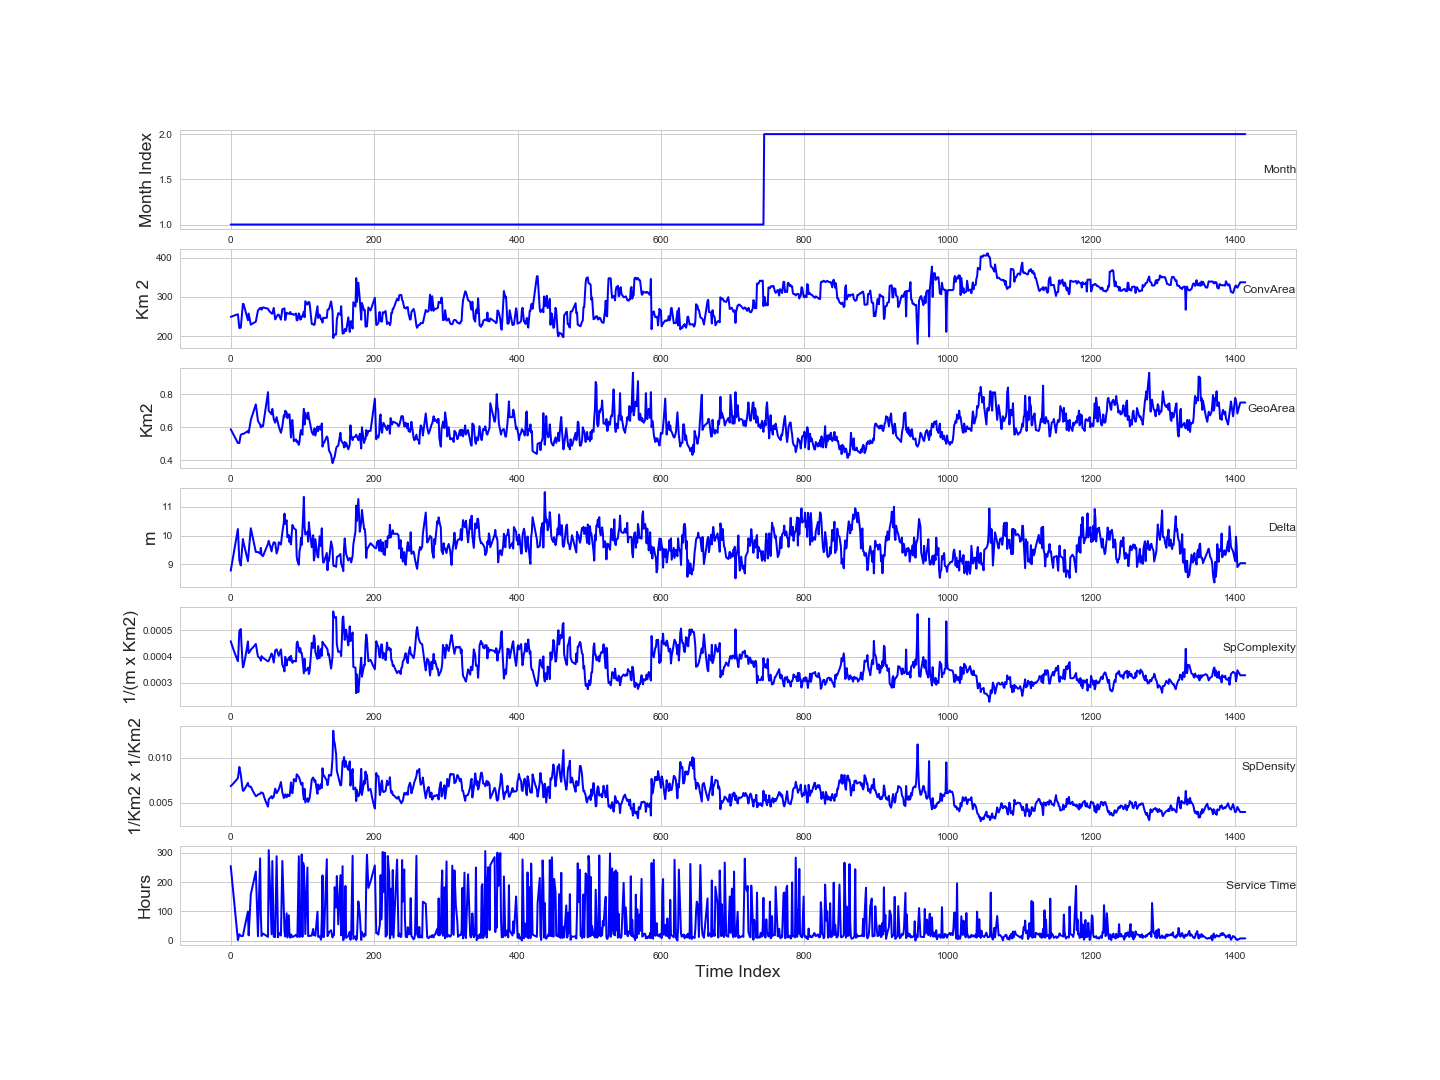 Month Index
2.0
1.5
1.0
Month
0 200 400 600 800 1000 1200 1400
Km 2
400
300
200
ConvArea
0 200 400 600 800 1000 1200 1400
Km2
0.8
0.6
0.4
GeoArea
0 200 400 600 800 1000 1200 1400
m
11
10
9
Delta
0 200 400 600 800 1000 1200 1400
1/(m x Km2)
0.0005
0.0004
0.0003
SpComplexity
0 200 400 600 800 1000 1200 1400
1/Km2 x 1/Km2
0.010
0.005
SpDensity
0 200 400 600 800 1000 1200 1400
Hours
300
200
100
0
Service Time
0 200 400 600 800 1000 1200 1400
Time Index